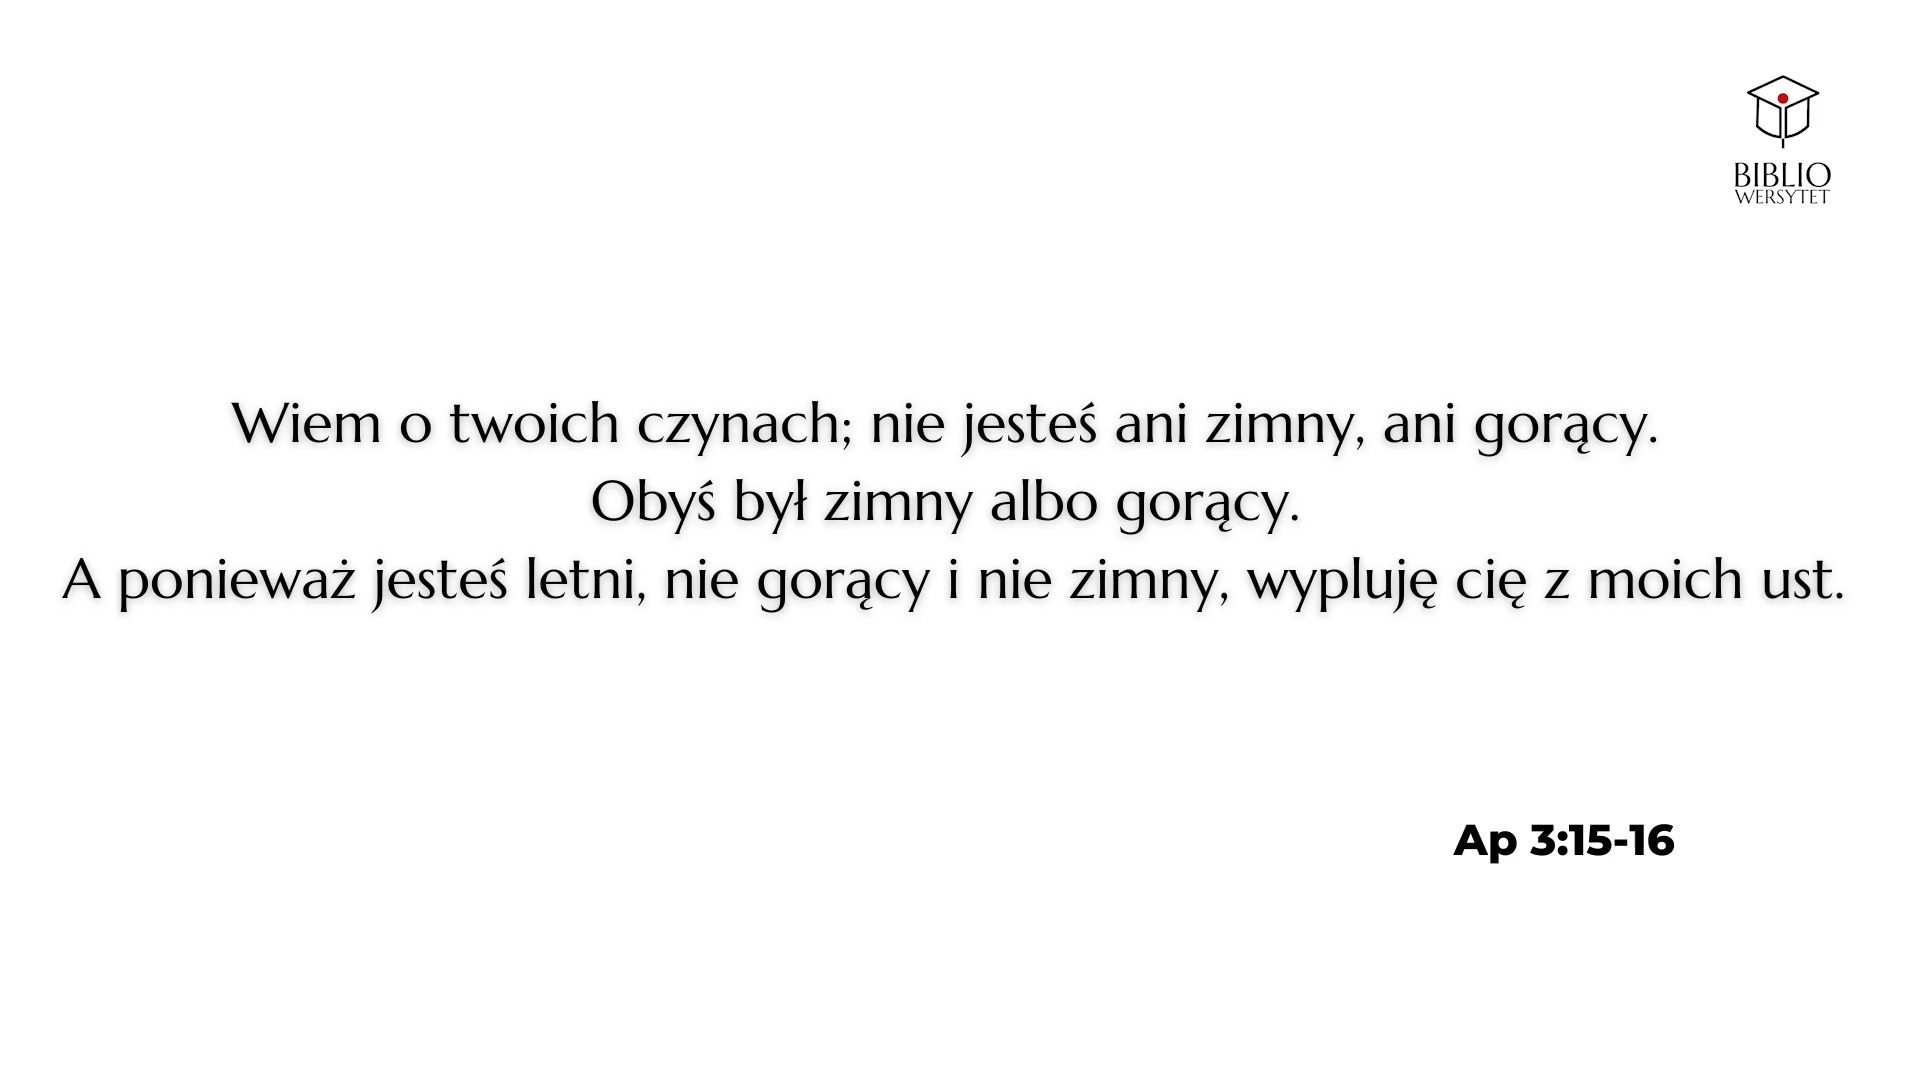 BIBLIO
WERSYTET
Wiem o twoich czynach; nie jesteś ani zimny, ani gorący.
Obyś był zimny albo gorący.
A ponieważ jesteś letni, nie gorący i nie zimny, wypluję cię z moich ust.
Ap 3:15-16